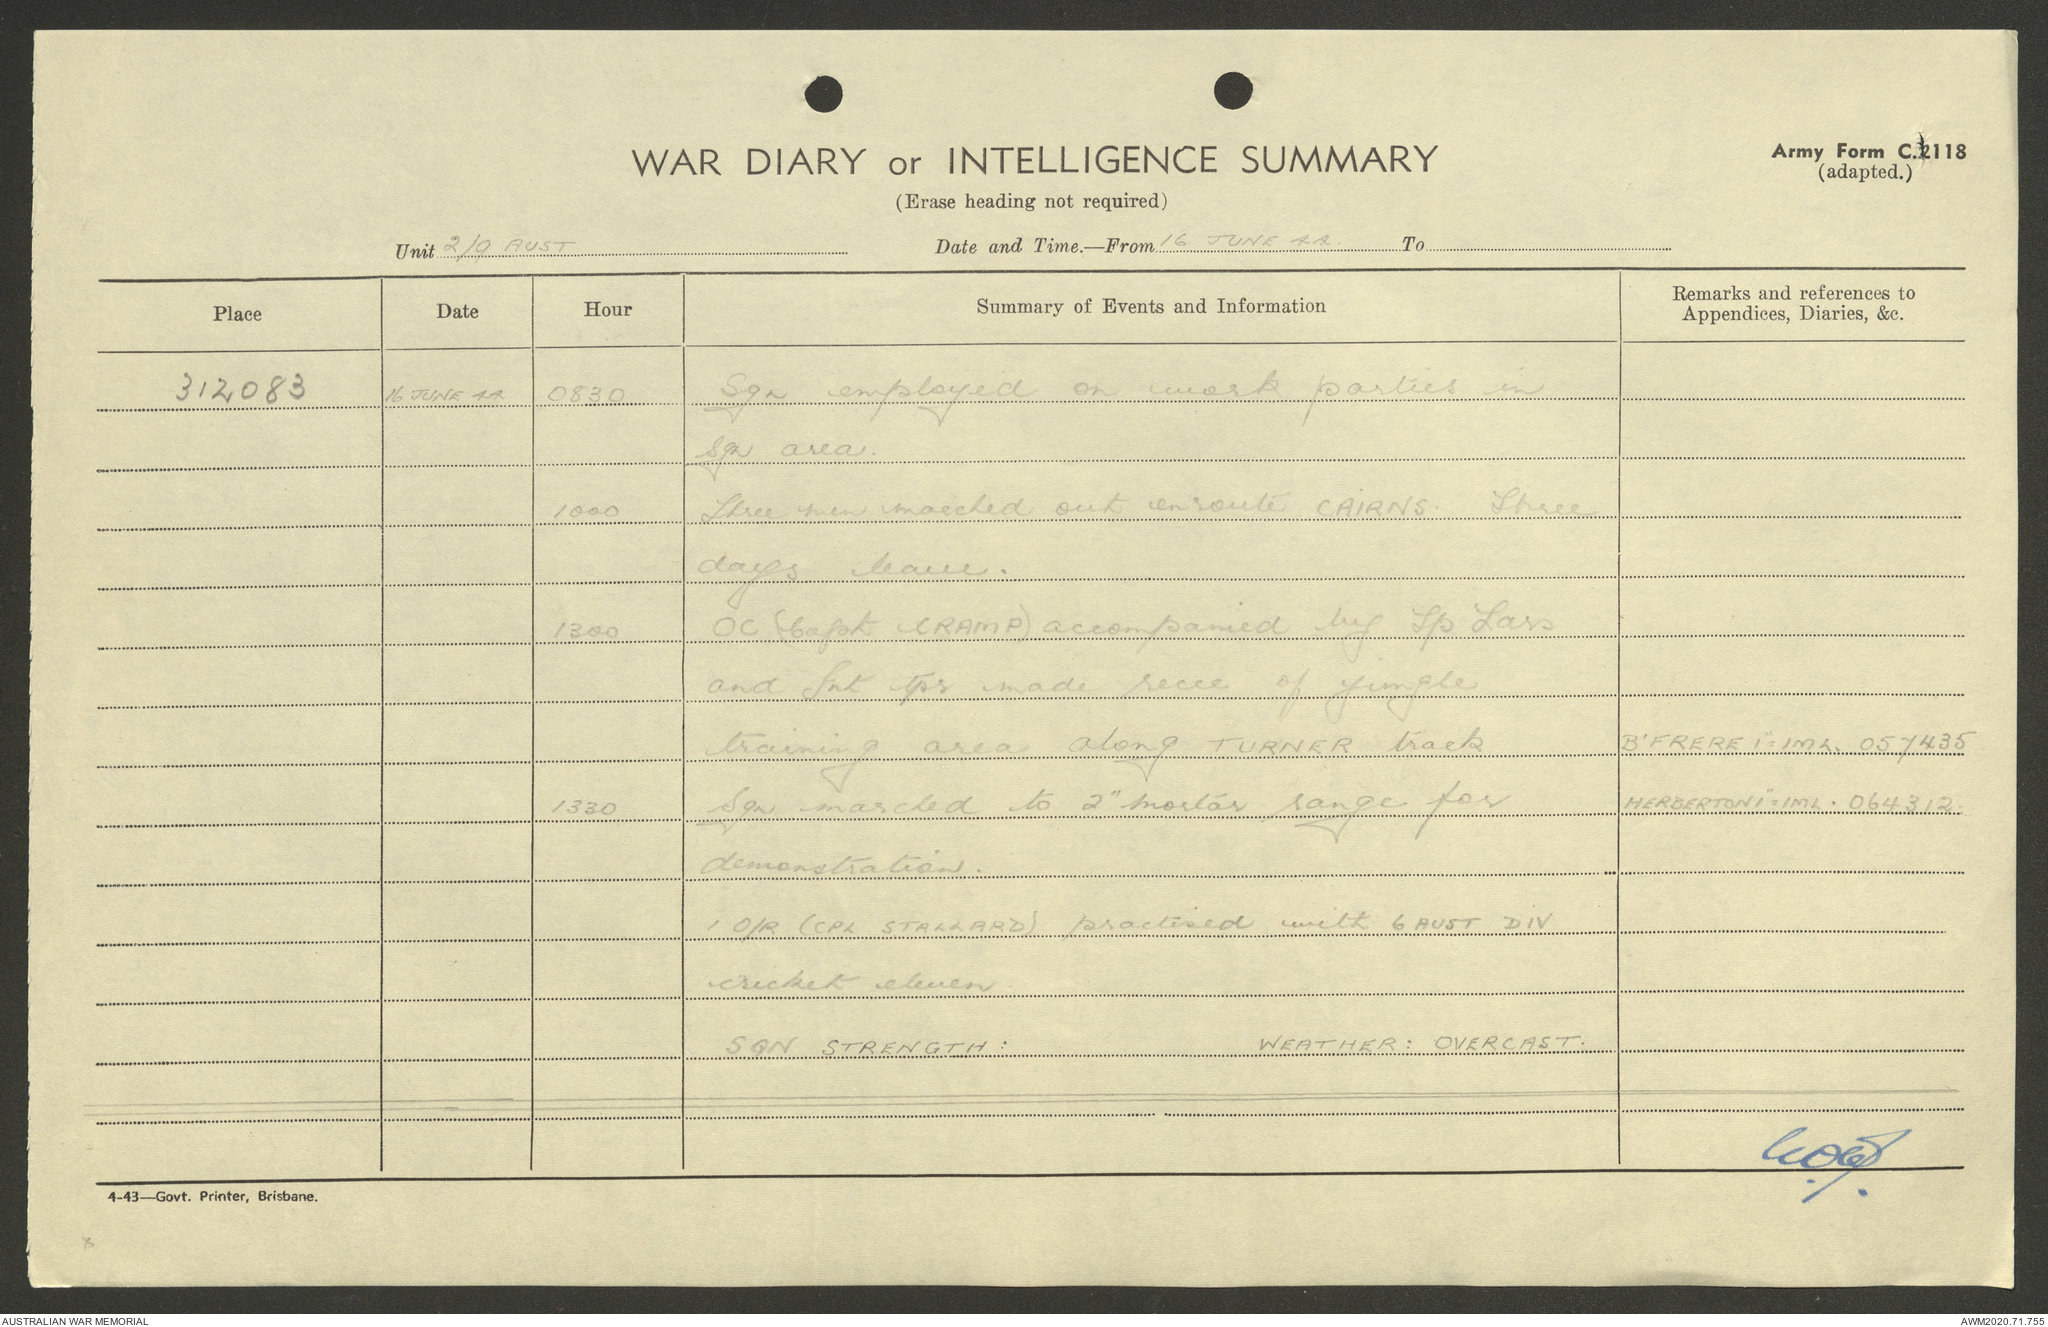 WAR DIARY or INTELLIGENCE SUMMARY
(Erase heading not required)
Army Form C.2118
(adapted.)
Unit 2/9 AUST Date and Time.—From 16 JUNE 44. To
Place Date Hour Summary of Events and Information Remarks and references to Appendices, Diaries, &c.
312083 16 JUNE 44 0830 Sqn employed on work parties in
Sqn area.
1000 Three men marched out enroute CAIRNS. Three
days leave.
1300 OC (Capt CRAMP) accompanied by Tp Ldrs
and tprs made recce of jungle
training area along TURNER track B'FRERE 1"=1ML. 057435
1330 Sqn marched to 2" Mortar range for HERBERTON 1"=1ML. 064312.
demonstration.
1 O/R (CPL STALLARD) practised with 6 AUST DIV
cricket eleven.
SQN STRENGTH: WEATHER: OVERCAST.
4-43—Govt. Printer, Brisbane.
AUSTRALIAN WAR MEMORIAL AWM2020.71.755